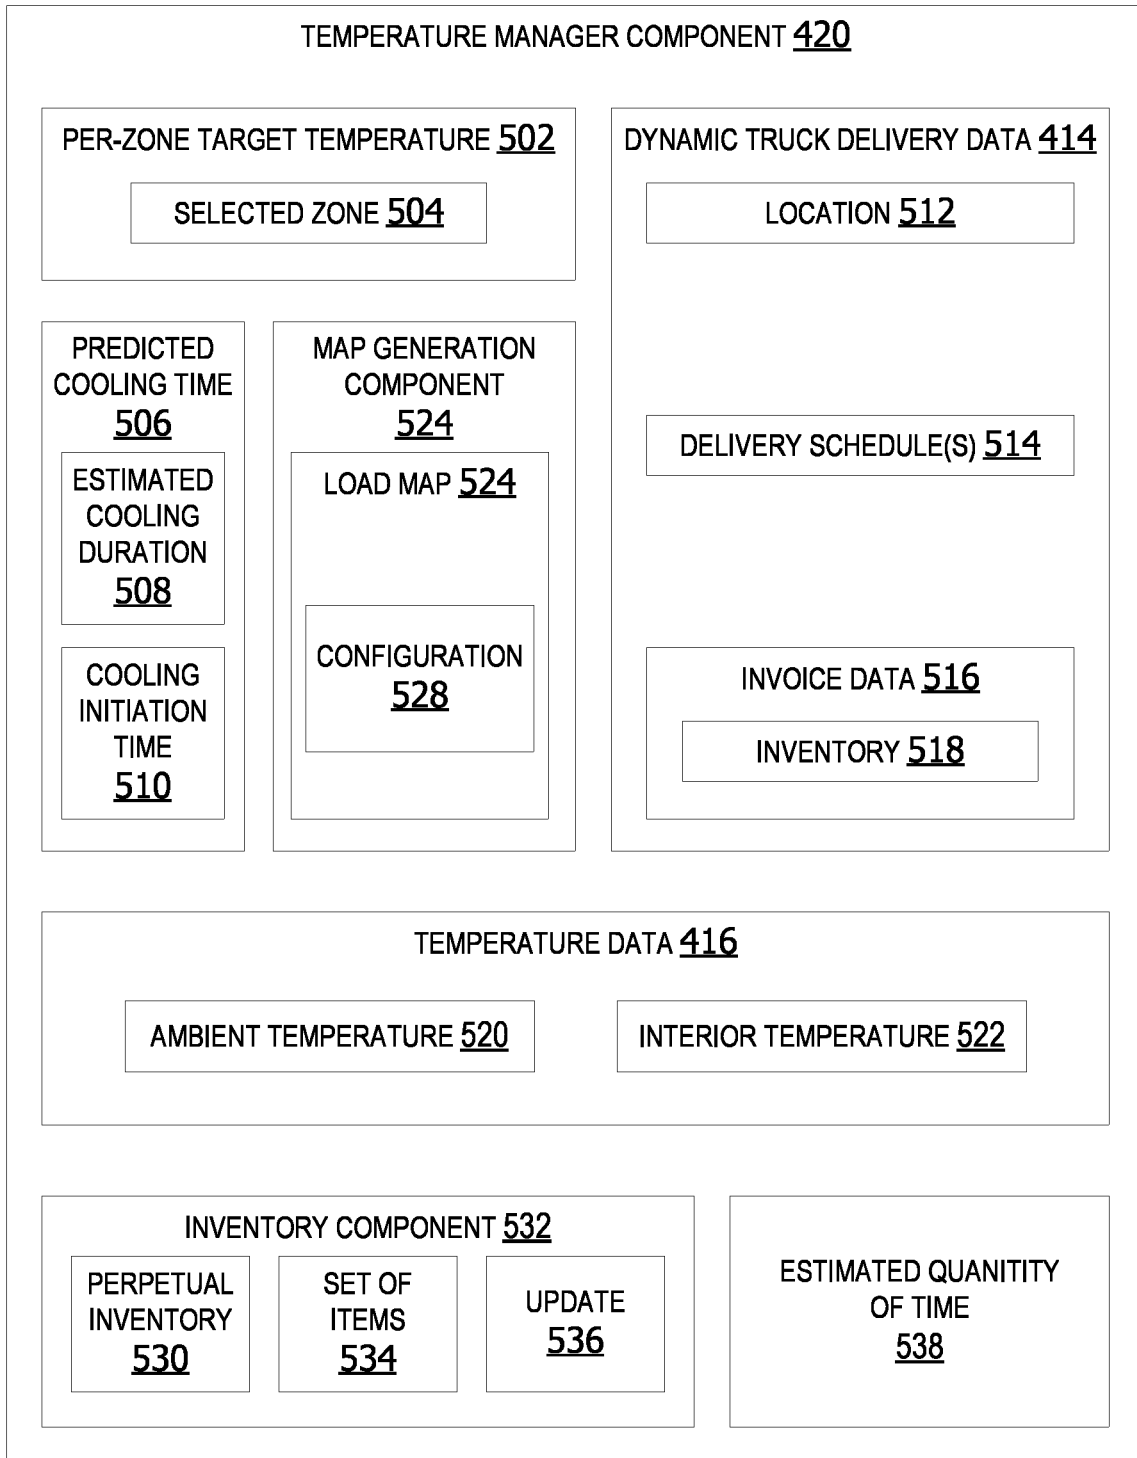 TEMPERATURE MANAGER COMPONENT 420
PER-ZONE TARGET TEMPERATURE 502
SELECTED ZONE 504
DYNAMIC TRUCK DELIVERY DATA 414
LOCATION 512
DELIVERY SCHEDULE(S) 514
INVOICE DATA 516
INVENTORY 518
PREDICTED
COOLING TIME
506
ESTIMATED
COOLING
DURATION
508
COOLING
INITIATION
TIME
510
MAP GENERATION
COMPONENT
524
LOAD MAP 524
CONFIGURATION
528
TEMPERATURE DATA 416
AMBIENT TEMPERATURE 520
INTERIOR TEMPERATURE 522
INVENTORY COMPONENT 532
PERPETUAL
INVENTORY
530
SET OF
ITEMS
534
UPDATE
536
ESTIMATED QUANITITY
OF TIME
538